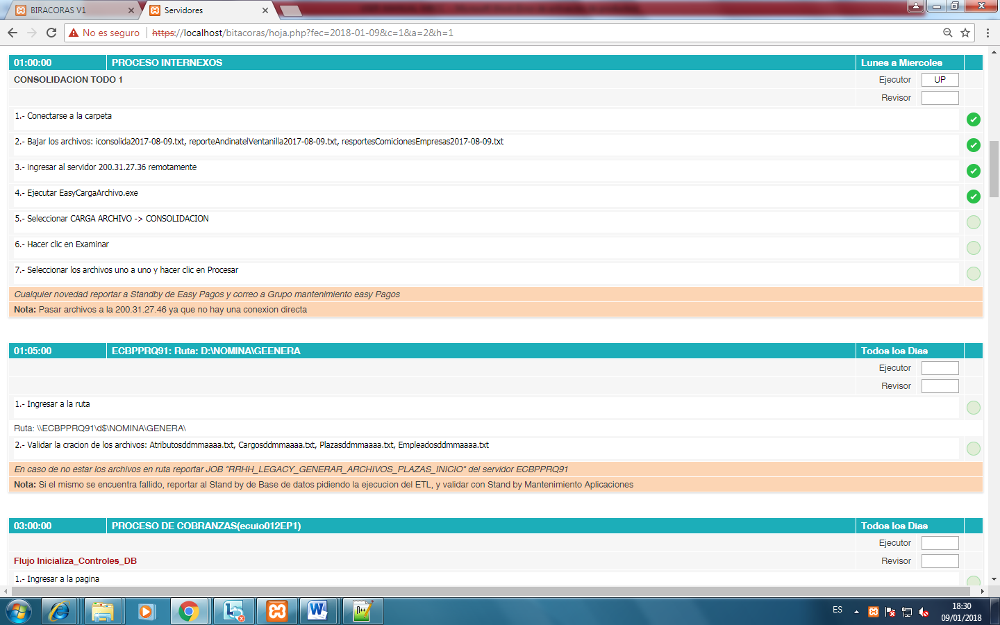 BIRACORAS V1
Servidores
No es seguro https://localhost/bitacoras/hoja.php?fec=2018-01-09&c=1&a=2&h=1
01:00:00 PROCESO INTERNEXOS Lunes a Miercoles
CONSOLIDACION TODO 1 Ejecutor UP
Revisor
1.- Conectarse a la carpeta
2.- Bajar los archivos: iconsolida2017-08-09.txt, reporteAndinatelVentanilla2017-08-09.txt, resportesComicionesEmpresas2017-08-09.txt
3.- ingresar al servidor 200.31.27.36 remotamente
4.- Ejecutar EasyCargaArchivo.exe
5.- Seleccionar CARGA ARCHIVO -> CONSOLIDACION
6.- Hacer clic en Examinar
7.- Seleccionar los archivos uno a uno y hacer clic en Procesar
Cualquier novedad reportar a Standby de Easy Pagos y correo a Grupo mantenimiento easy Pagos
Nota: Pasar archivos a la 200.31.27.46 ya que no hay una conexion directa
01:05:00 ECBPPRQ91: Ruta: D:\NOMINA\GEENERA Todos los Dias
Ejecutor
Revisor
1.- Ingresar a la ruta
Ruta: \\ECBPPRQ91\d$\NOMINA\GENERA\
2.- Validar la cracion de los archivos: Atributosddmmaaaa.txt, Cargosddmmaaaa.txt, Plazasddmmaaaa.txt, Empleadosddmmaaaa.txt
En caso de no estar los archivos en ruta reportar JOB "RRHH_LEGACY_GENERAR_ARCHIVOS_PLAZAS_INICIO" del servidor ECBPPRQ91
Nota: Si el mismo se encuentra fallido, reportar al Stand by de Base de datos pidiendo la ejecucion del ETL, y validar con Stand by Mantenimiento Aplicaciones
03:00:00 PROCESO DE COBRANZAS(ecuio012EP1) Todos los Dias
Ejecutor
Flujo Inicializa_Controles_DB Revisor
1.- Ingresar a la pagina
ES 18:30
09/01/2018